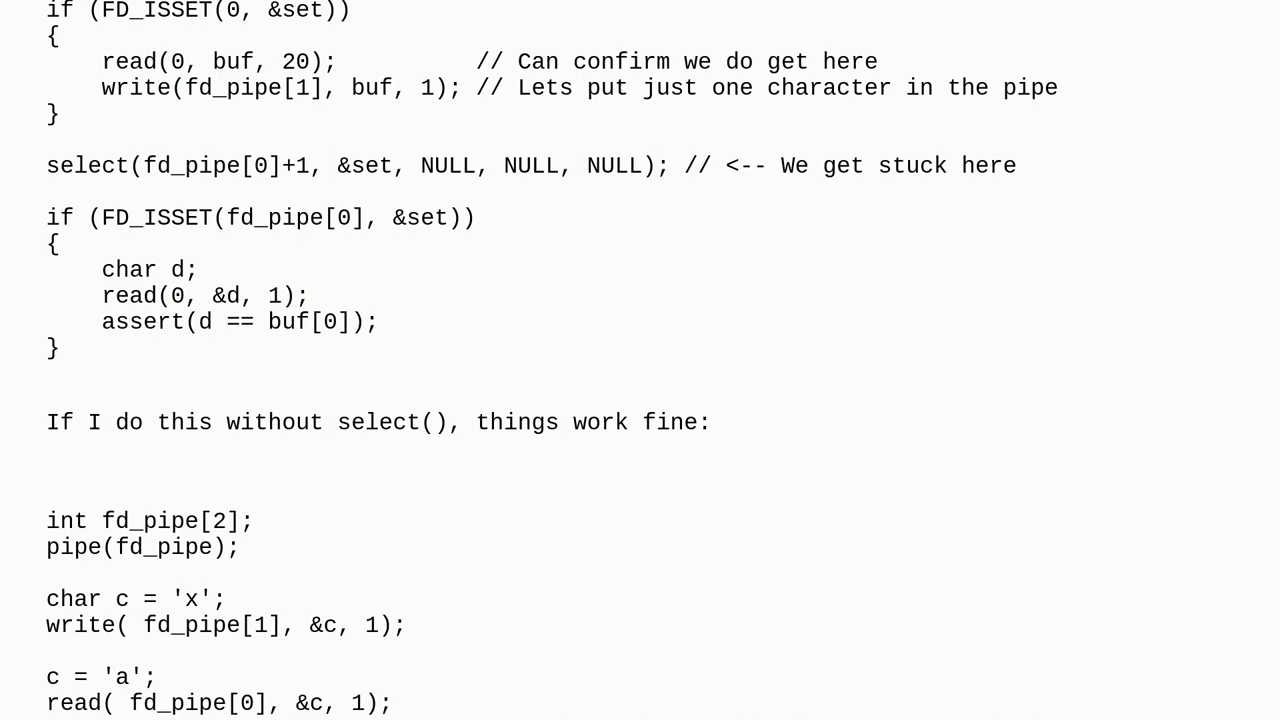 if (FD_ISSET(0, &set))
{
    read(0, buf, 20);          // Can confirm we do get here
    write(fd_pipe[1], buf, 1); // Lets put just one character in the pipe
}

select(fd_pipe[0]+1, &set, NULL, NULL, NULL); // <-- We get stuck here

if (FD_ISSET(fd_pipe[0], &set))
{
    char d;
    read(0, &d, 1);
    assert(d == buf[0]);
}

If I do this without select(), things work fine:

int fd_pipe[2];
pipe(fd_pipe);

char c = 'x';
write( fd_pipe[1], &c, 1);

c = 'a';
read( fd_pipe[0], &c, 1);